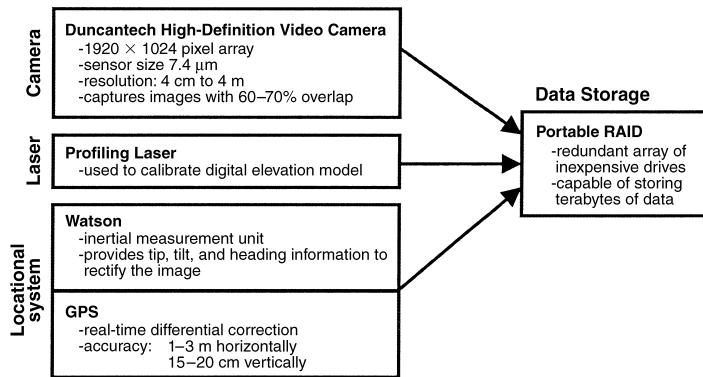 Camera
Duncantech High-Definition Video Camera
-1920 × 1024 pixel array
-sensor size 7.4 μm
-resolution: 4 cm to 4 m
-captures images with 60–70% overlap
Laser
Profiling Laser
-used to calibrate digital elevation model
Locational
system
Watson
-inertial measurement unit
-provides tip, tilt, and heading information to
rectify the image
GPS
-real-time differential correction
-accuracy: 1–3 m horizontally
15–20 cm vertically
Data Storage
Portable RAID
-redundant array of
inexpensive drives
-capable of storing
terabytes of data